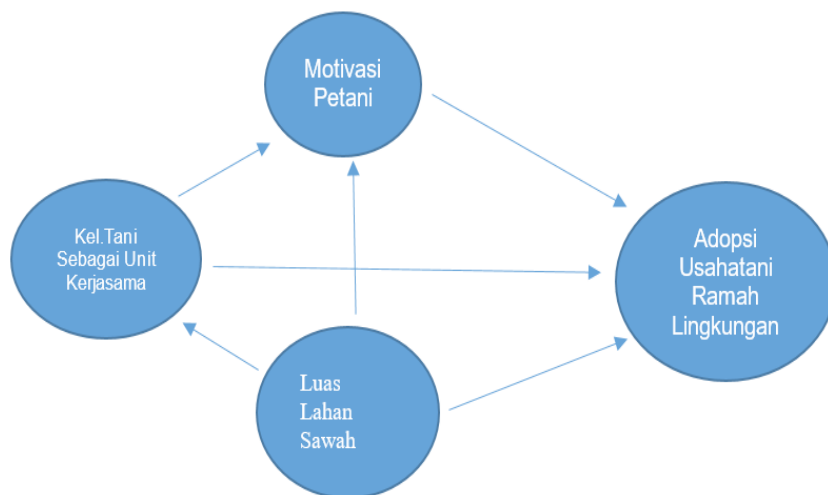 Motivasi
Petani
Kel.Tani
Sebagai Unit
Kerjasama
Adopsi
Usahatani
Ramah
Lingkungan
Luas
Lahan
Sawah